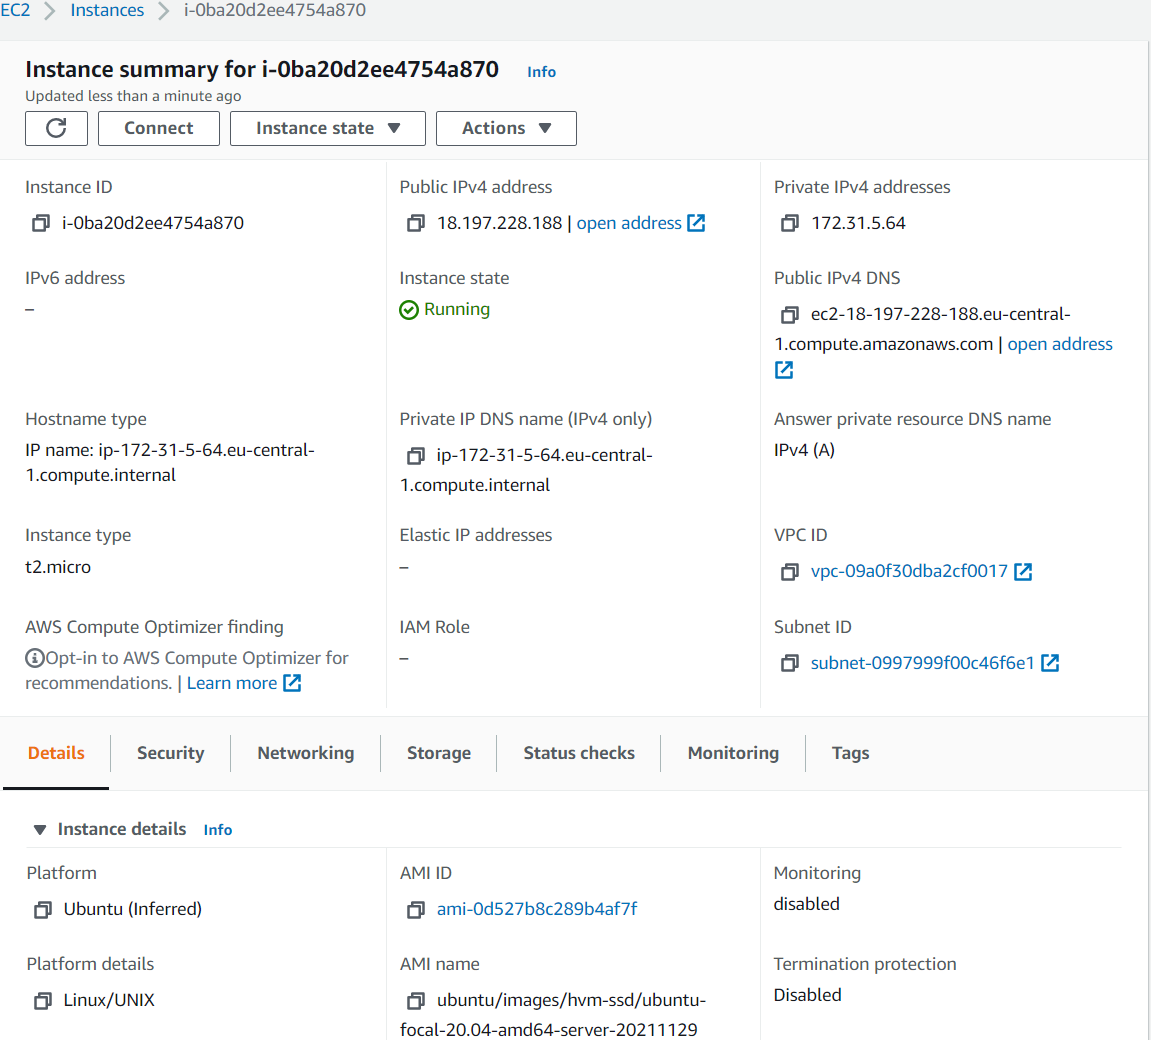 EC2 > Instances > i-0ba20d2ee4754a870
Instance summary for i-0ba20d2ee4754a870 Info
Updated less than a minute ago
Connect Instance state Actions
Instance ID
i-0ba20d2ee4754a870
Public IPv4 address
18.197.228.188 | open address
Private IPv4 addresses
172.31.5.64
IPv6 address
–
Instance state
Running
Public IPv4 DNS
ec2-18-197-228-188.eu-central-
1.compute.amazonaws.com | open address
Hostname type
IP name: ip-172-31-5-64.eu-central-
1.compute.internal
Private IP DNS name (IPv4 only)
ip-172-31-5-64.eu-central-
1.compute.internal
Answer private resource DNS name
IPv4 (A)
Instance type
t2.micro
Elastic IP addresses
–
VPC ID
vpc-09a0f30dba2cf0017
AWS Compute Optimizer finding
Opt-in to AWS Compute Optimizer for
recommendations. | Learn more
IAM Role
–
Subnet ID
subnet-0997999f00c46f6e1
Details Security Networking Storage Status checks Monitoring Tags
Instance details Info
Platform
Ubuntu (Inferred)
AMI ID
ami-0d527b8c289b4af7f
Monitoring
disabled
Platform details
Linux/UNIX
AMI name
ubuntu/images/hvm-ssd/ubuntu-
focal-20.04-amd64-server-20211129
Termination protection
Disabled